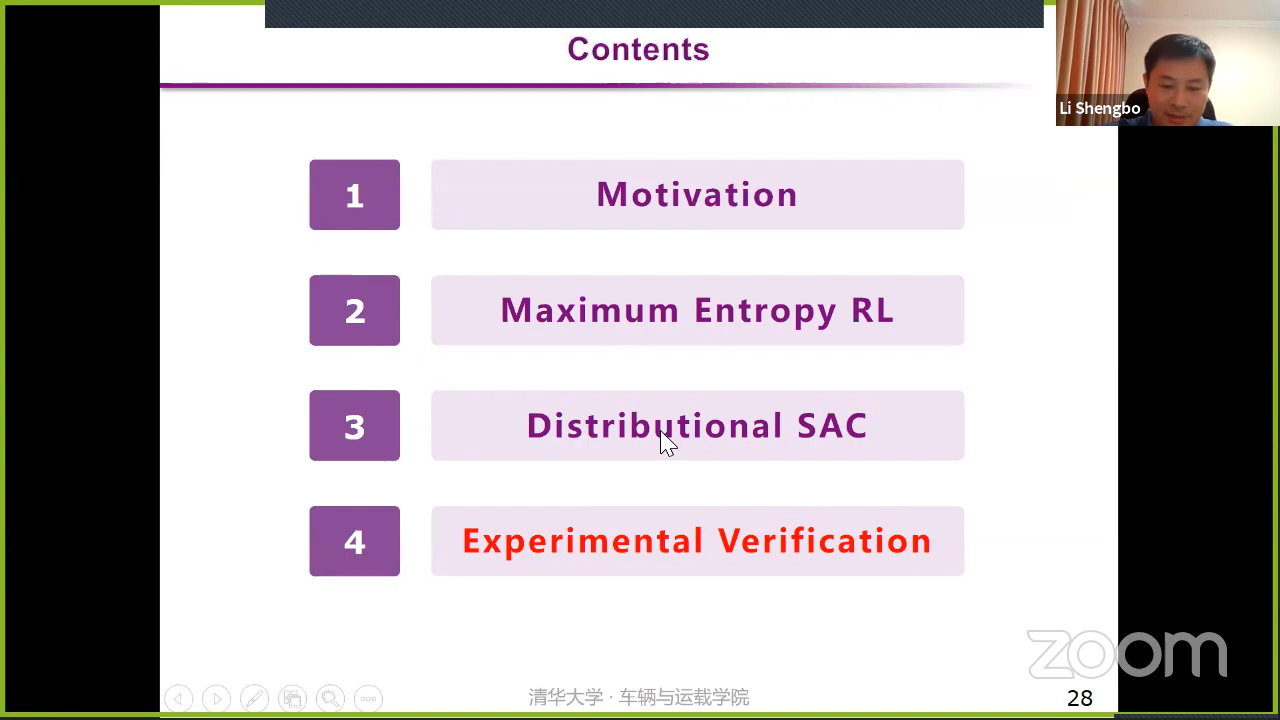 Contents
Li Shengbo
1
Motivation
2
Maximum Entropy RL
3
Distributional SAC
4
Experimental Verification
zoom
清华大学 · 车辆与运载学院
28